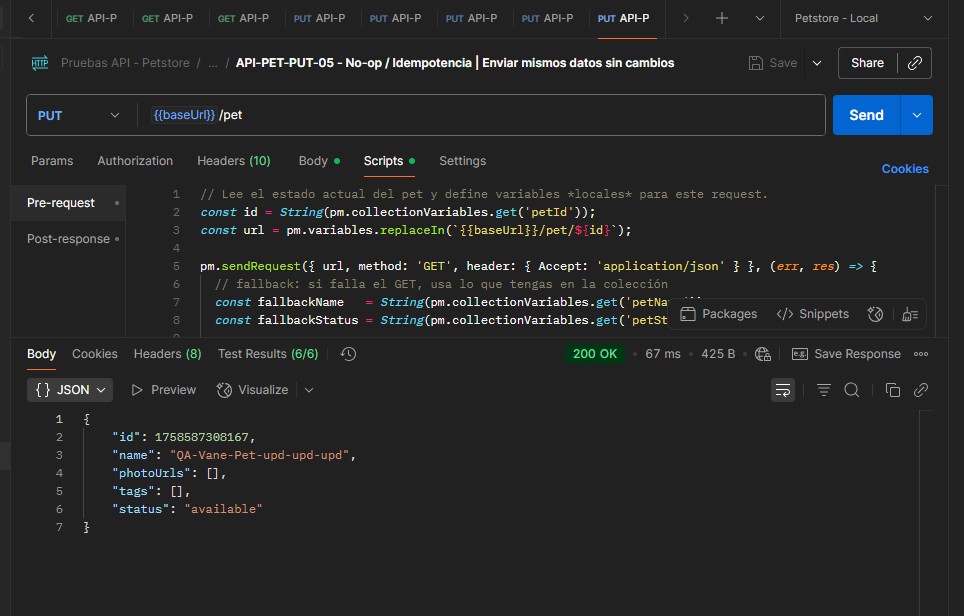 GET API-P GET API-P GET API-P PUT API-P PUT API-P PUT API-P PUT API-P PUT API-P Petstore - Local
HTTP Pruebas API - Petstore / ... / API-PET-PUT-05 - No-op / Idempotencia | Enviar mismos datos sin cambios Save Share
PUT {{baseUrl}} /pet Send
Params Authorization Headers (10) Body Scripts Settings
Cookies
Pre-request
Post-response
1 // Lee el estado actual del pet y define variables *locales* para este request.
2 const id = String(pm.collectionVariables.get('petId'));
3 const url = pm.variables.replaceIn(`{{baseUrl}}/pet/${id}`);
4
5 pm.sendRequest({ url, method: 'GET', header: { Accept: 'application/json' } }, (err, res) => {
6 // fallback: si falla el GET, usa lo que tengas en la colección
7 const fallbackName = String(pm.collectionVariables.get('petNa
8 const fallbackStatus = String(pm.collectionVariables.get('petSt
Packages Snippets
Body Cookies Headers (8) Test Results (6/6) 200 OK 67 ms 425 B e.g. Save Response
{} JSON Preview Visualize
1 {
2 "id": 1758587308167,
3 "name": "QA-Vane-Pet-upd-upd-upd",
4 "photoUrls": [],
5 "tags": [],
6 "status": "available"
7 }